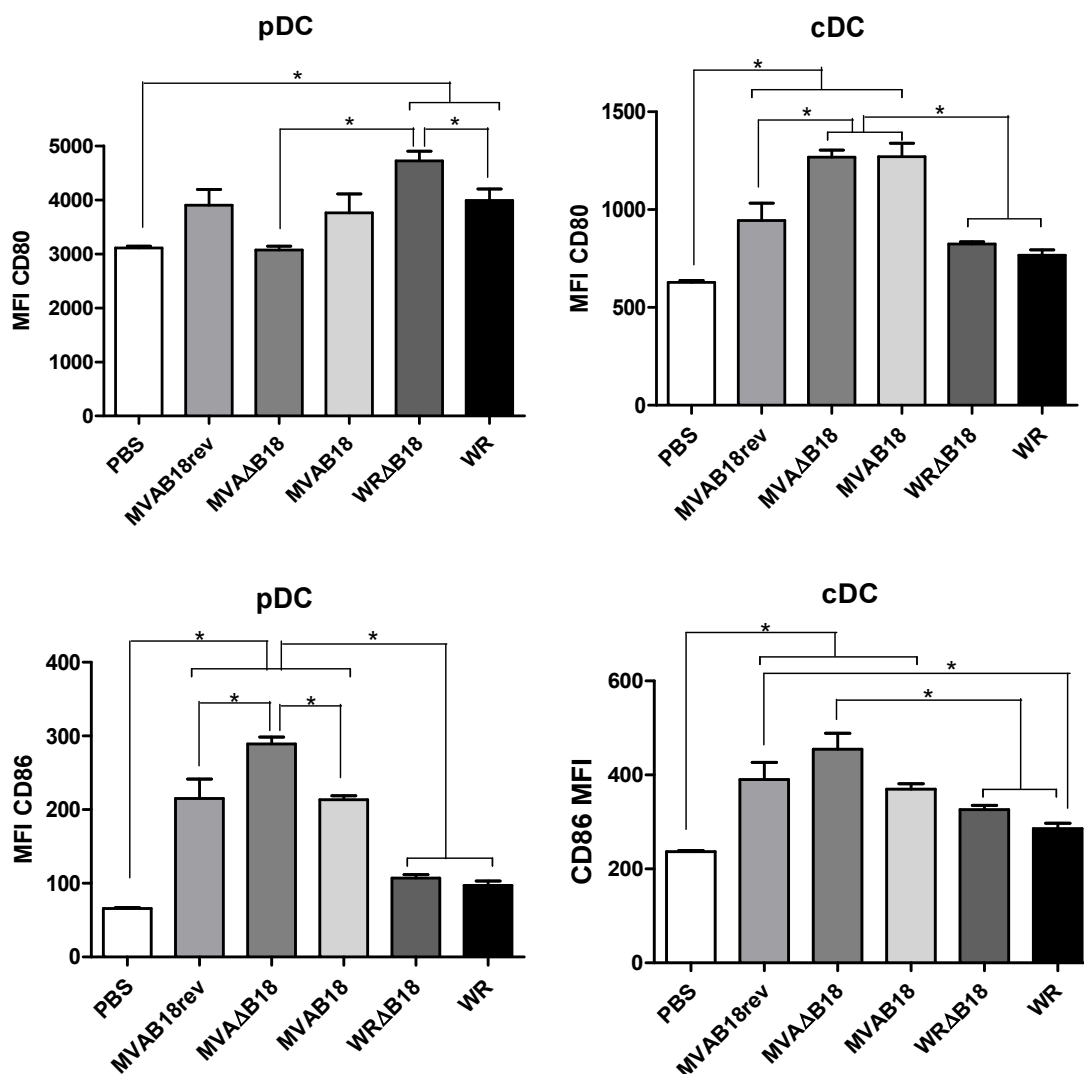 pDC
*
*
*
MFI CD80
5000
4000
3000
2000
1000
0
PBS
MVAB18rev
MVAΔB18
MVAB18
WRΔB18
WR
cDC
*
*
*
MFI CD80
1500
1000
500
0
PBS
MVAB18rev
MVAΔB18
MVAB18
WRΔB18
WR
pDC
*
*
*
*
MFI CD86
400
300
200
100
0
PBS
MVAB18rev
MVAΔB18
MVAB18
WRΔB18
WR
cDC
*
*
*
CD86 MFI
600
400
200
0
PBS
MVAB18rev
MVAΔB18
MVAB18
WRΔB18
WR